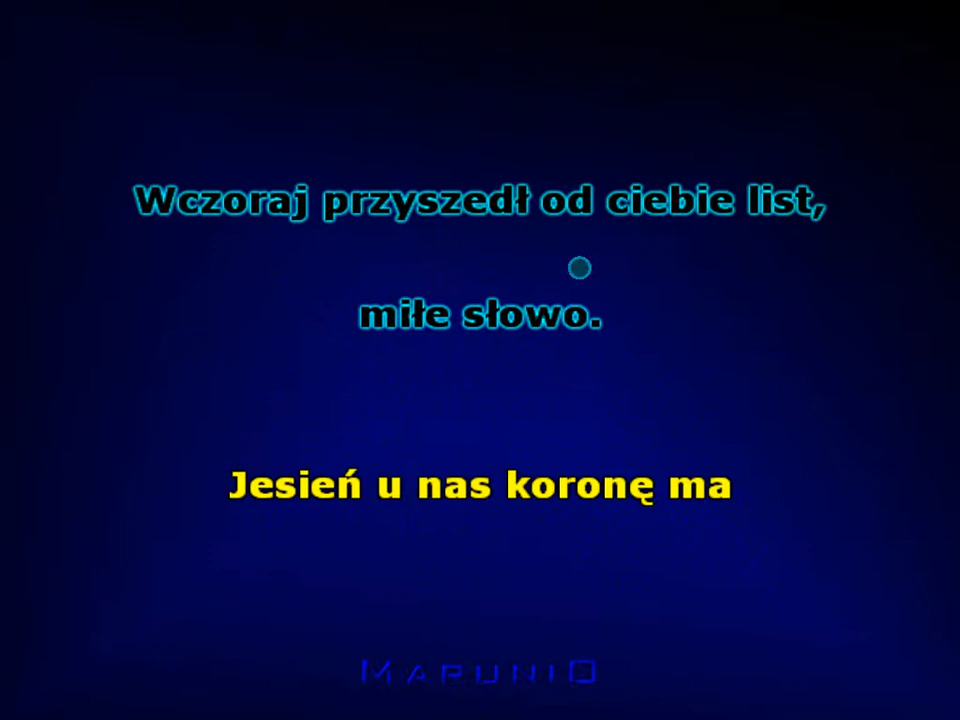 Wczoraj przyszedł od ciebie list,
miłe słowo.
Jesień u nas koronę ma
MARUNIO